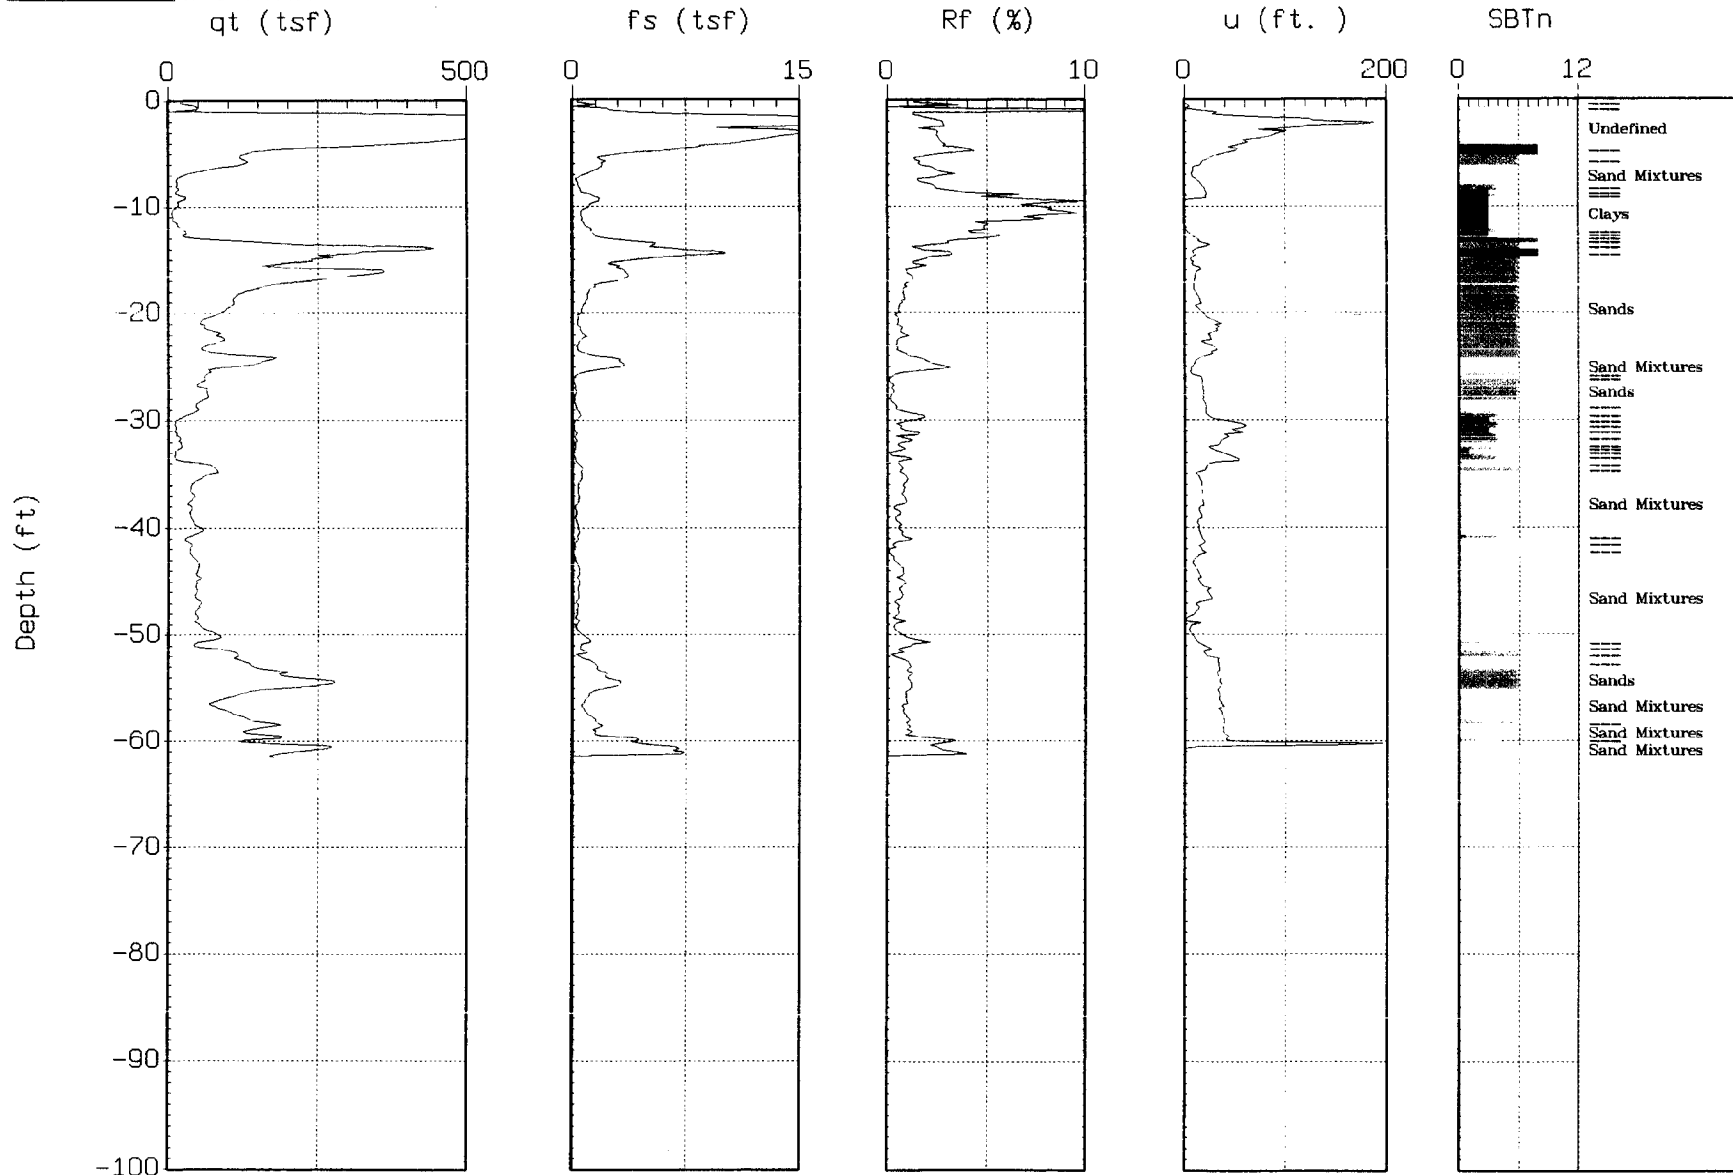 qt (tsf) fs (tsf) Rf (%) u (ft. ) SBTn
0 500 0 15 0 10 0 200 0 12
0
-10
-20
-30
-40
-50
-60
-70
-80
-90
-100
Depth (ft)
Undefined
Sand Mixtures
Clays
Sands
Sand Mixtures
Sands
Sand Mixtures
Sand Mixtures
Sands
Sand Mixtures
Sand Mixtures
Sand Mixtures